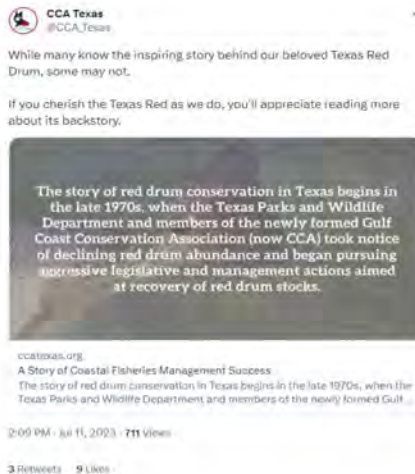 CCA Texas
@CCA_Texas
While many know the inspiring story behind our beloved Texas Red
Drum, some may not.
If you cherish the Texas Red as we do, you'll appreciate reading more
about its backstory.
The story of red drum conservation in Texas begins in
the late 1970s, when the Texas Parks and Wildlife
Department and members of the newly formed Gulf
Coast Conservation Association (now CCA) took notice
of declining red drum abundance and began pursuing
aggressive legislative and management actions aimed
at recovery of red drum stocks.
ccatexas.org
A Story of Coastal Fisheries Management Success
The story of red drum conservation in Texas begins in the late 1970s, when the
Texas Parks and Wildlife Department and members of the newly formed Gulf
2:09 PM · Jul 11, 2023 · 711 Views
3 Retweets 9 Likes